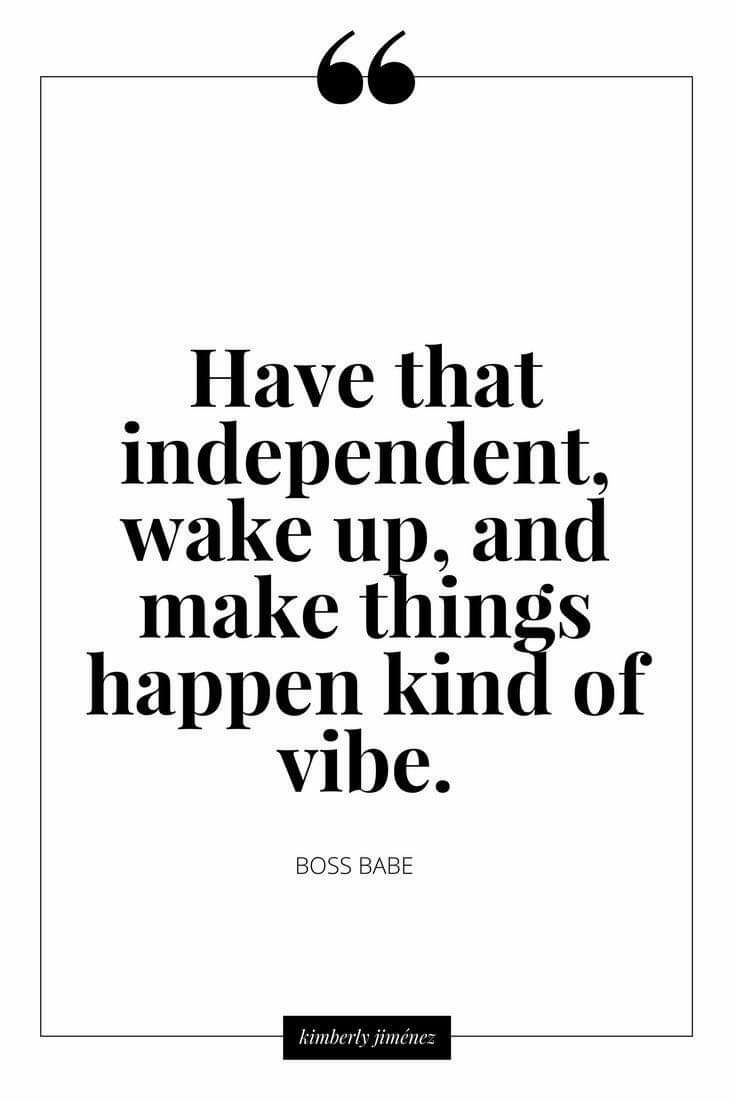 “
Have that
independent,
wake up, and
make things
happen kind of
vibe.
BOSS BABE
kimberly jiménez